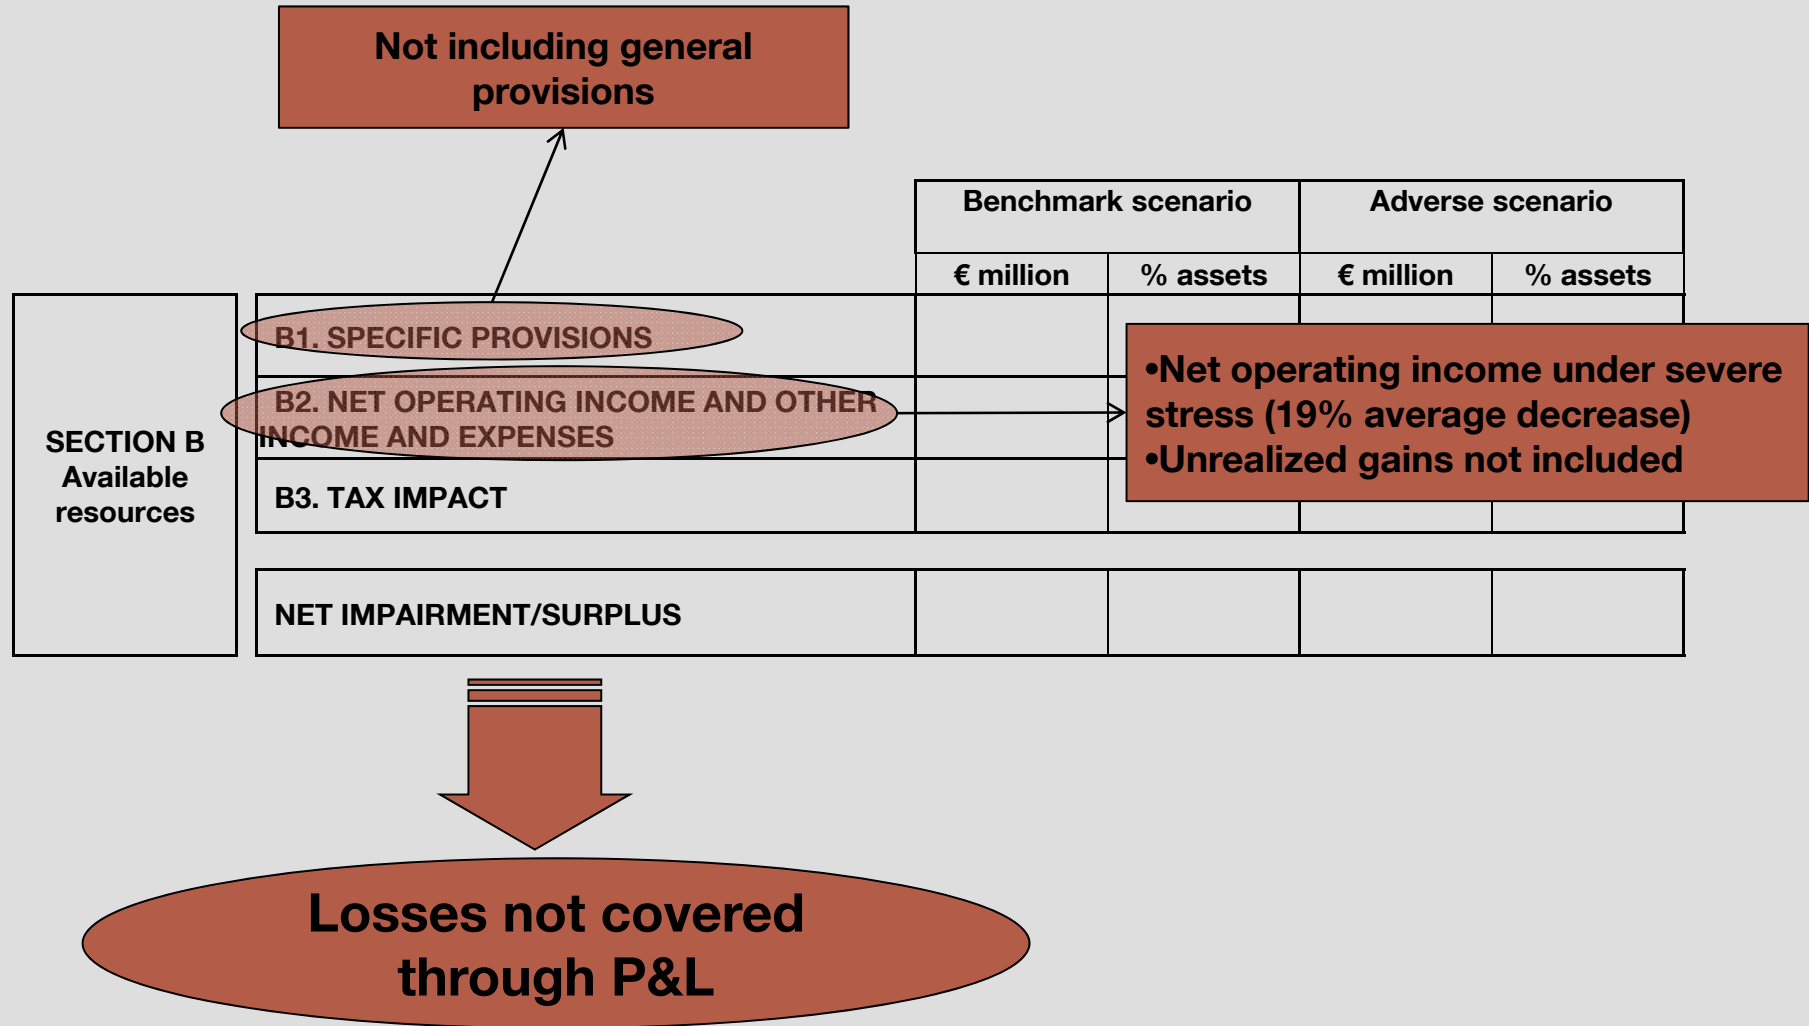 Not including general
provisions
Benchmark scenario
Adverse scenario
€ million
% assets
€ million
% assets
SECTION B
Available
resources
B1. SPECIFIC PROVISIONS
B2. NET OPERATING INCOME AND OTHER
INCOME AND EXPENSES
B3. TAX IMPACT
•Net operating income under severe
stress (19% average decrease)
•Unrealized gains not included
NET IMPAIRMENT/SURPLUS
Losses not covered
through P&L